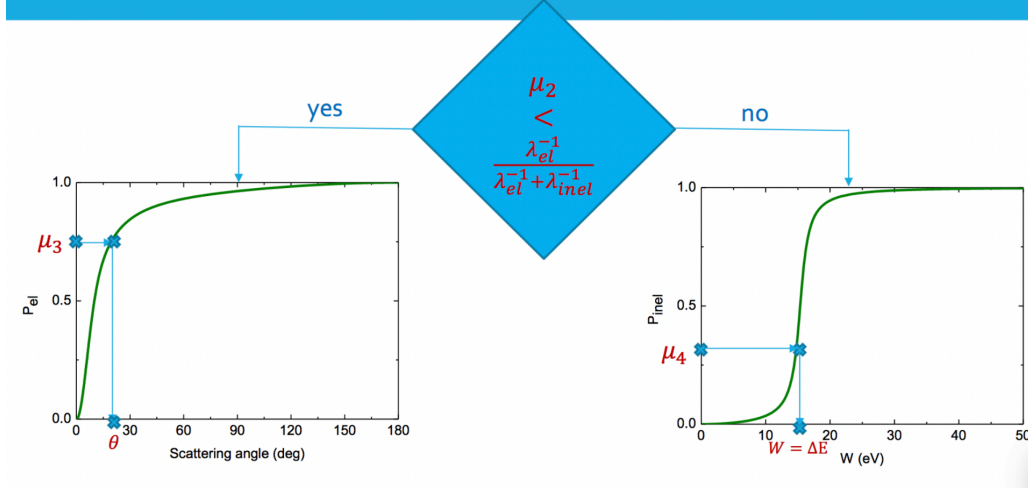 μ₂
<
λₑₗ⁻¹ / (λₑₗ⁻¹ + λᵢₙₑₗ⁻¹)
yes
no
1.0
μ₃
0.5
0.0
Pel
0 30 60 90 120 150 180
θ
Scattering angle (deg)
1.0
0.5
μ₄
0.0
Pinel
0 10 20 30 40 50
W = ΔE
W (eV)